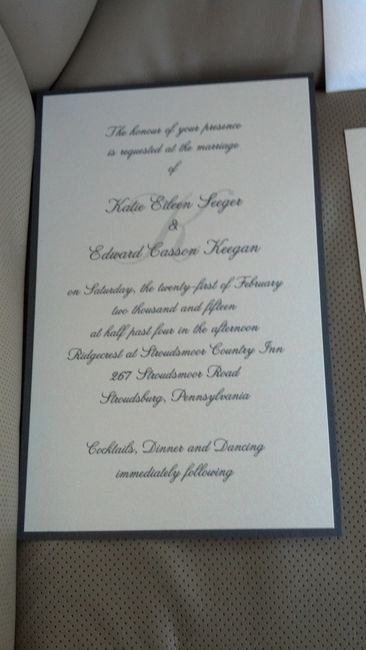 The honour of your presence
is requested at the marriage
of
Katie Eileen Seeger
&
K
Edward Casson Keegan
on Saturday, the twenty-first of February
two thousand and fifteen
at half past four in the afternoon
Ridgecrest at Stroudsmoor Country Inn
267 Stroudsmoor Road
Stroudsburg, Pennsylvania
Cocktails, Dinner and Dancing
immediately following